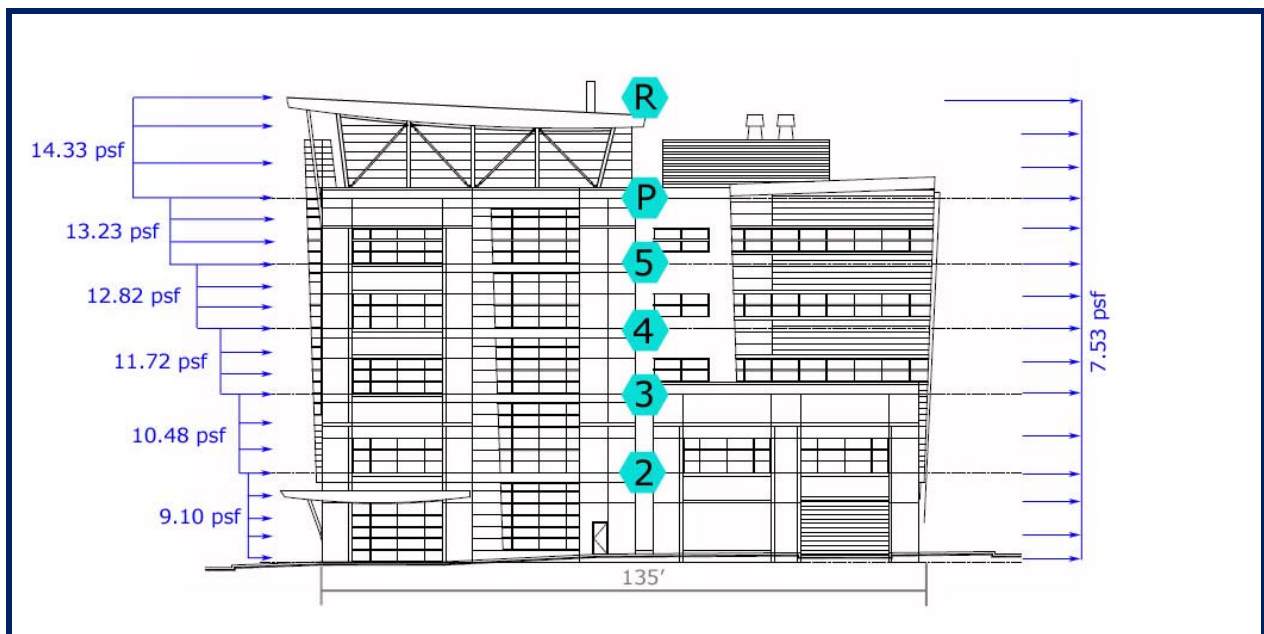 R
14.33 psf
P
13.23 psf
5
12.82 psf
4
11.72 psf
7.53 psf
3
10.48 psf
2
9.10 psf
135'